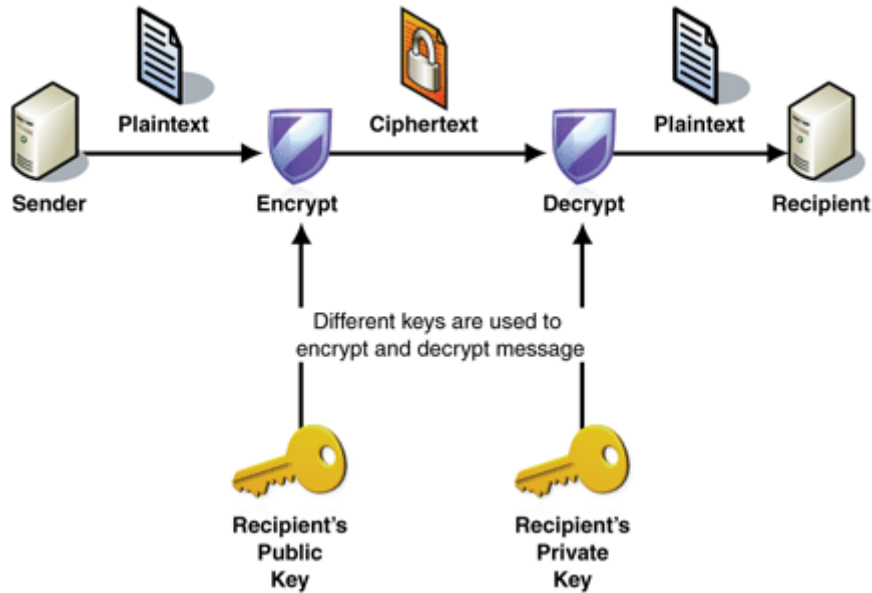 Plaintext
Ciphertext
Plaintext
Sender
Encrypt
Decrypt
Recipient
Different keys are used to
encrypt and decrypt message
Recipient's
Public
Key
Recipient's
Private
Key